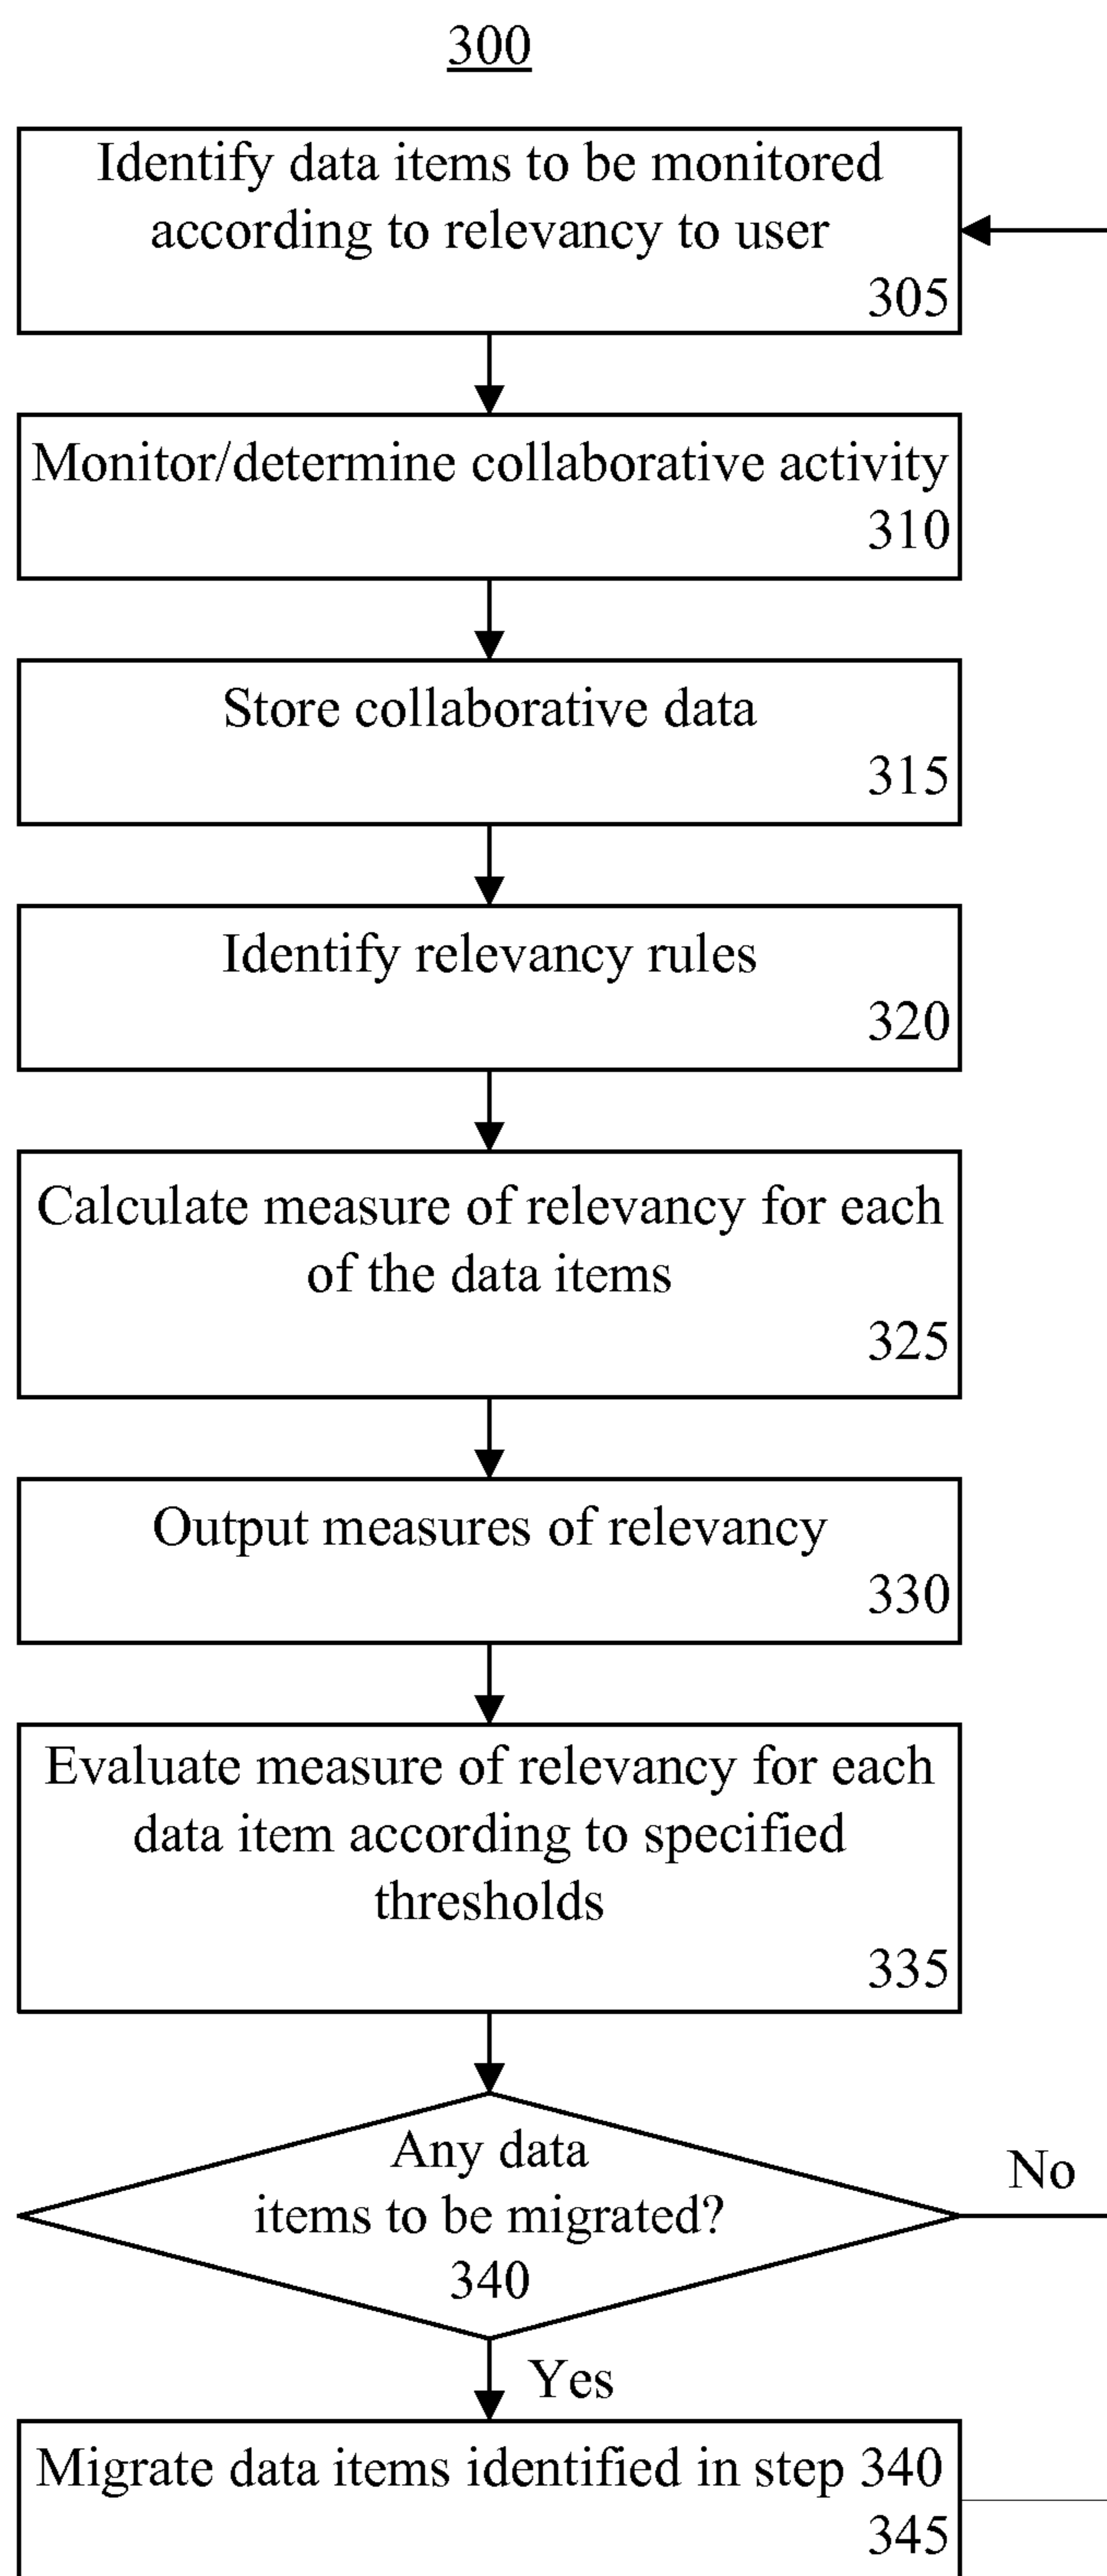 300
Identify data items to be monitored
according to relevancy to user
305
Monitor/determine collaborative activity
310
Store collaborative data
315
Identify relevancy rules
320
Calculate measure of relevancy for each
of the data items
325
Output measures of relevancy
330
Evaluate measure of relevancy for each
data item according to specified
thresholds
335
Any data
items to be migrated?
340
No
Yes
Migrate data items identified in step 340
345